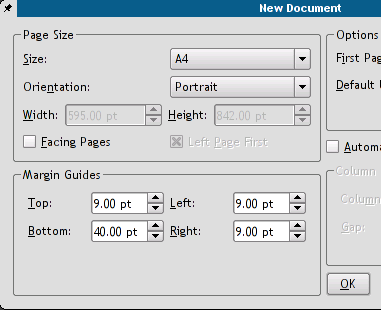 New Document
Page Size
Size: A4
Orientation: Portrait
Width: 595.00 pt Height: 842.00 pt
Facing Pages Left Page First
Margin Guides
Top: 9.00 pt Left: 9.00 pt
Bottom: 40.00 pt Right: 9.00 pt
Options
First Pag
Default U
Automa
Column
Colum
Gap:
OK